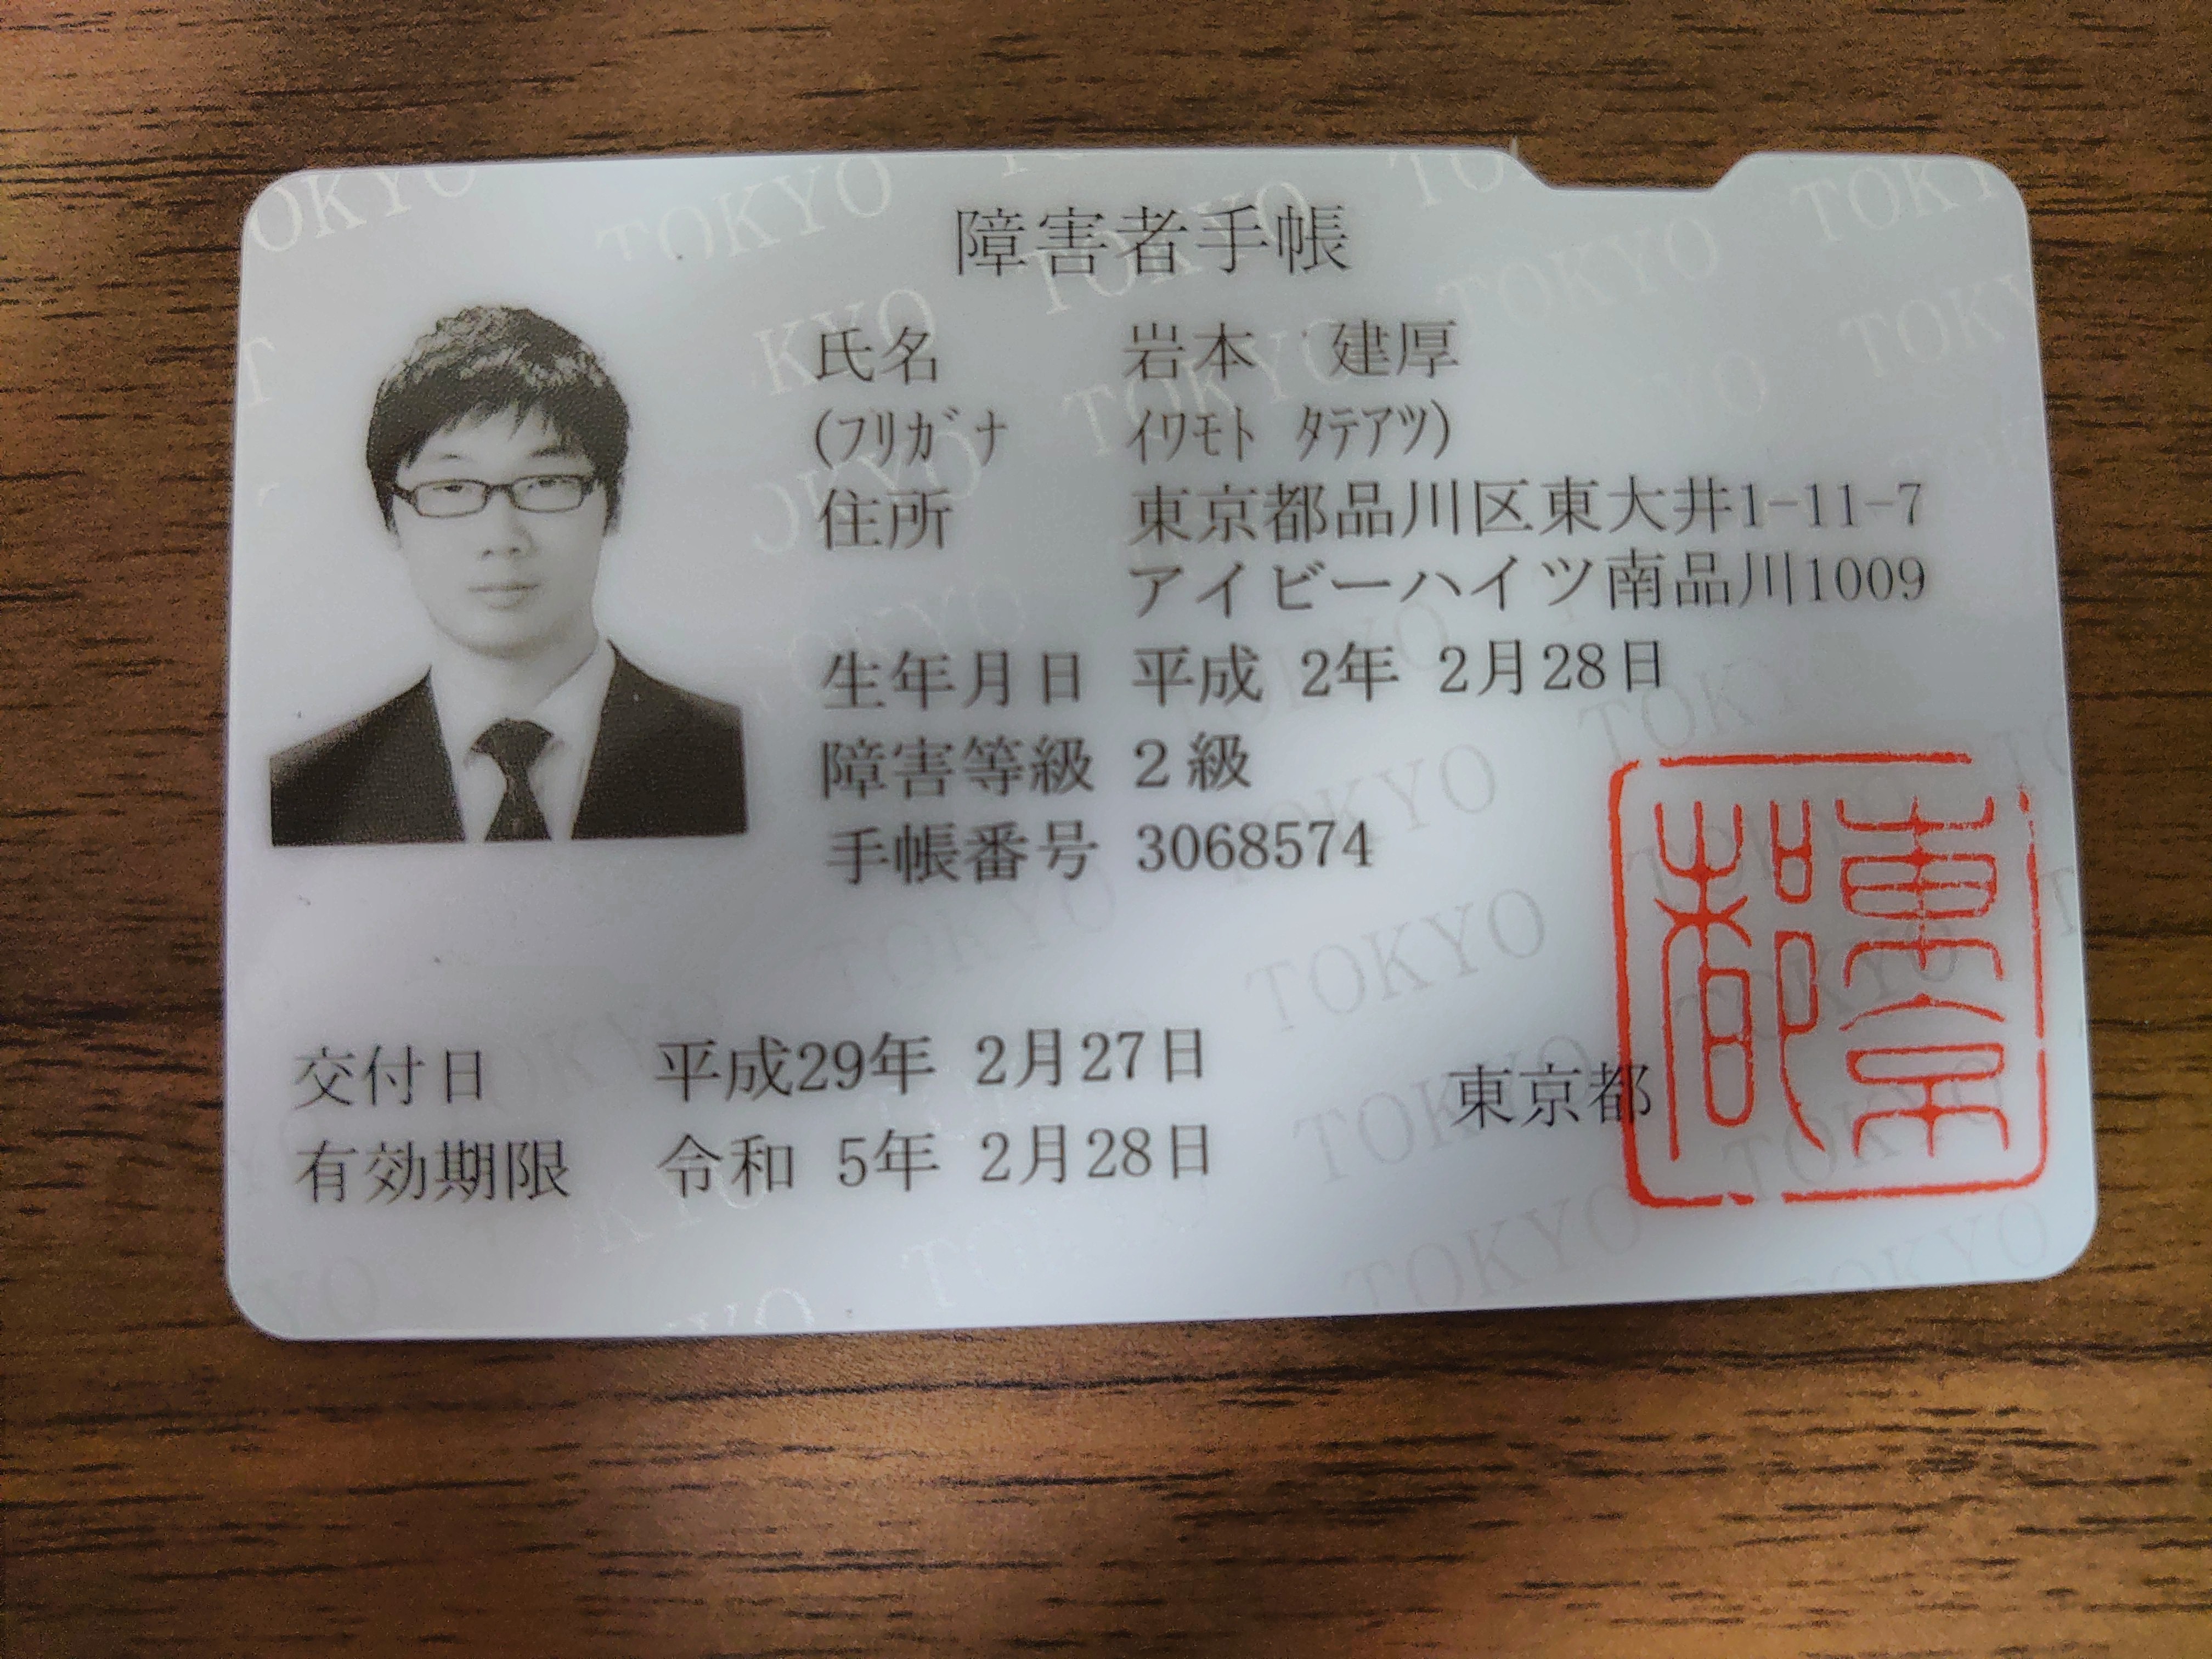 障害者手帳
氏名 岩本 建厚
(ﾌﾘｶﾞﾅ ｲﾜﾓﾄ ﾀﾃｱﾂ)
住所 東京都品川区東大井1-11-7
アイビーハイツ南品川1009
生年月日 平成 2年 2月28日
障害等級 2級
手帳番号 3068574
交付日 平成29年 2月27日
有効期限 令和 5年 2月28日
東京都
東京都